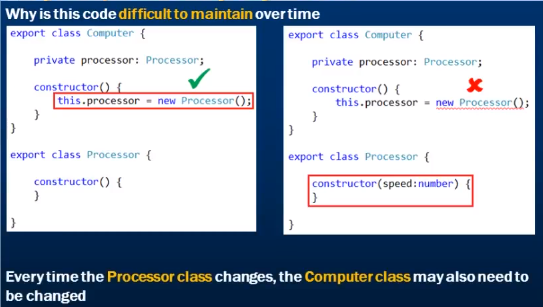 Why is this code difficult to maintain over time
export class Computer {
private processor: Processor;
constructor() {
this.processor = new Processor();
}
}
export class Processor {
constructor() {
}
}
export class Computer {
private processor: Processor;
constructor() {
this.processor = new Processor();
}
}
export class Processor {
constructor(speed:number) {
}
}
Every time the Processor class changes, the Computer class may also need to
be changed